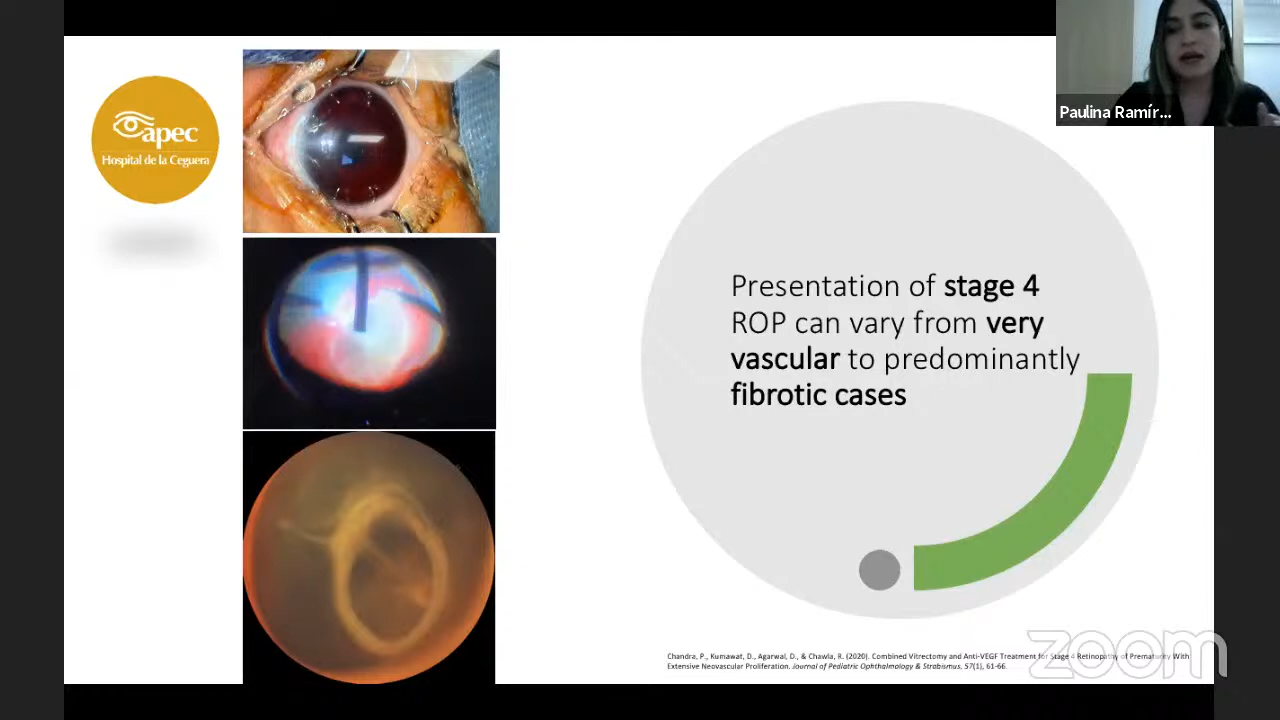 Paulina Ramír...
apec
Hospital de la Ceguera
Presentation of stage 4
ROP can vary from very
vascular to predominantly
fibrotic cases
Chandra, P., Kumawat, D., Agarwal, D., & Chawla, R. (2020). Combined Vitrectomy and Anti-VEGF Treatment for Stage 4 Retinopathy of Prematurity With
Extensive Neovascular Proliferation. Journal of Pediatric Ophthalmology & Strabismus, 57(1), 61-66.
zoom